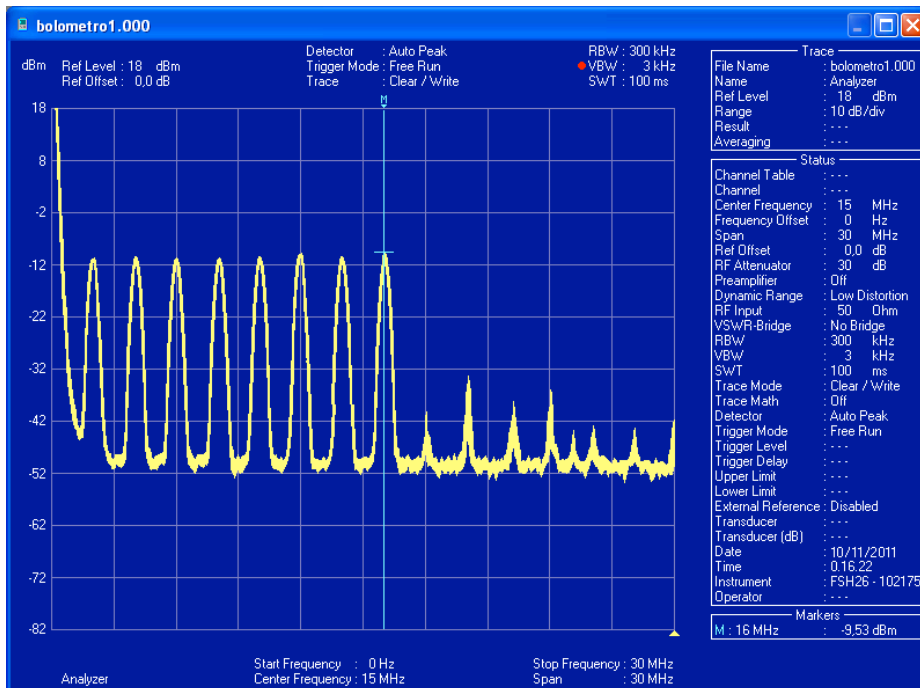 bolometro1.000
dBm
Ref Level : 18 dBm
Ref Offset : 0,0 dB
Detector : Auto Peak
Trigger Mode : Free Run
Trace : Clear / Write
RBW : 300 kHz
VBW : 3 kHz
SWT : 100 ms
M
18
8
-2
-12
-22
-32
-42
-52
-62
-72
-82
Start Frequency : 0 Hz
Center Frequency : 15 MHz
Stop Frequency : 30 MHz
Span : 30 MHz
Analyzer
Trace
File Name : bolometro1.000
Name : Analyzer
Ref Level : 18 dBm
Range : 10 dB/div
Result : - - -
Averaging : - - -
Status
Channel Table : - - -
Channel : - - -
Center Frequency : 15 MHz
Frequency Offset : 0 Hz
Span : 30 MHz
Ref Offset : 0,0 dB
RF Attenuator : 30 dB
Preamplifier : Off
Dynamic Range : Low Distortion
RF Input : 50 Ohm
VSWR-Bridge : No Bridge
RBW : 300 kHz
VBW : 3 kHz
SWT : 100 ms
Trace Mode : Clear / Write
Trace Math : Off
Detector : Auto Peak
Trigger Mode : Free Run
Trigger Level : - - -
Trigger Delay : - - -
Upper Limit : - - -
Lower Limit : - - -
External Reference : Disabled
Transducer : - - -
Transducer (dB) : - - -
Date : 10/11/2011
Time : 0.16.22
Instrument : FSH26 - 102175
Operator : - - -
Markers
M : 16 MHz : -9,53 dBm